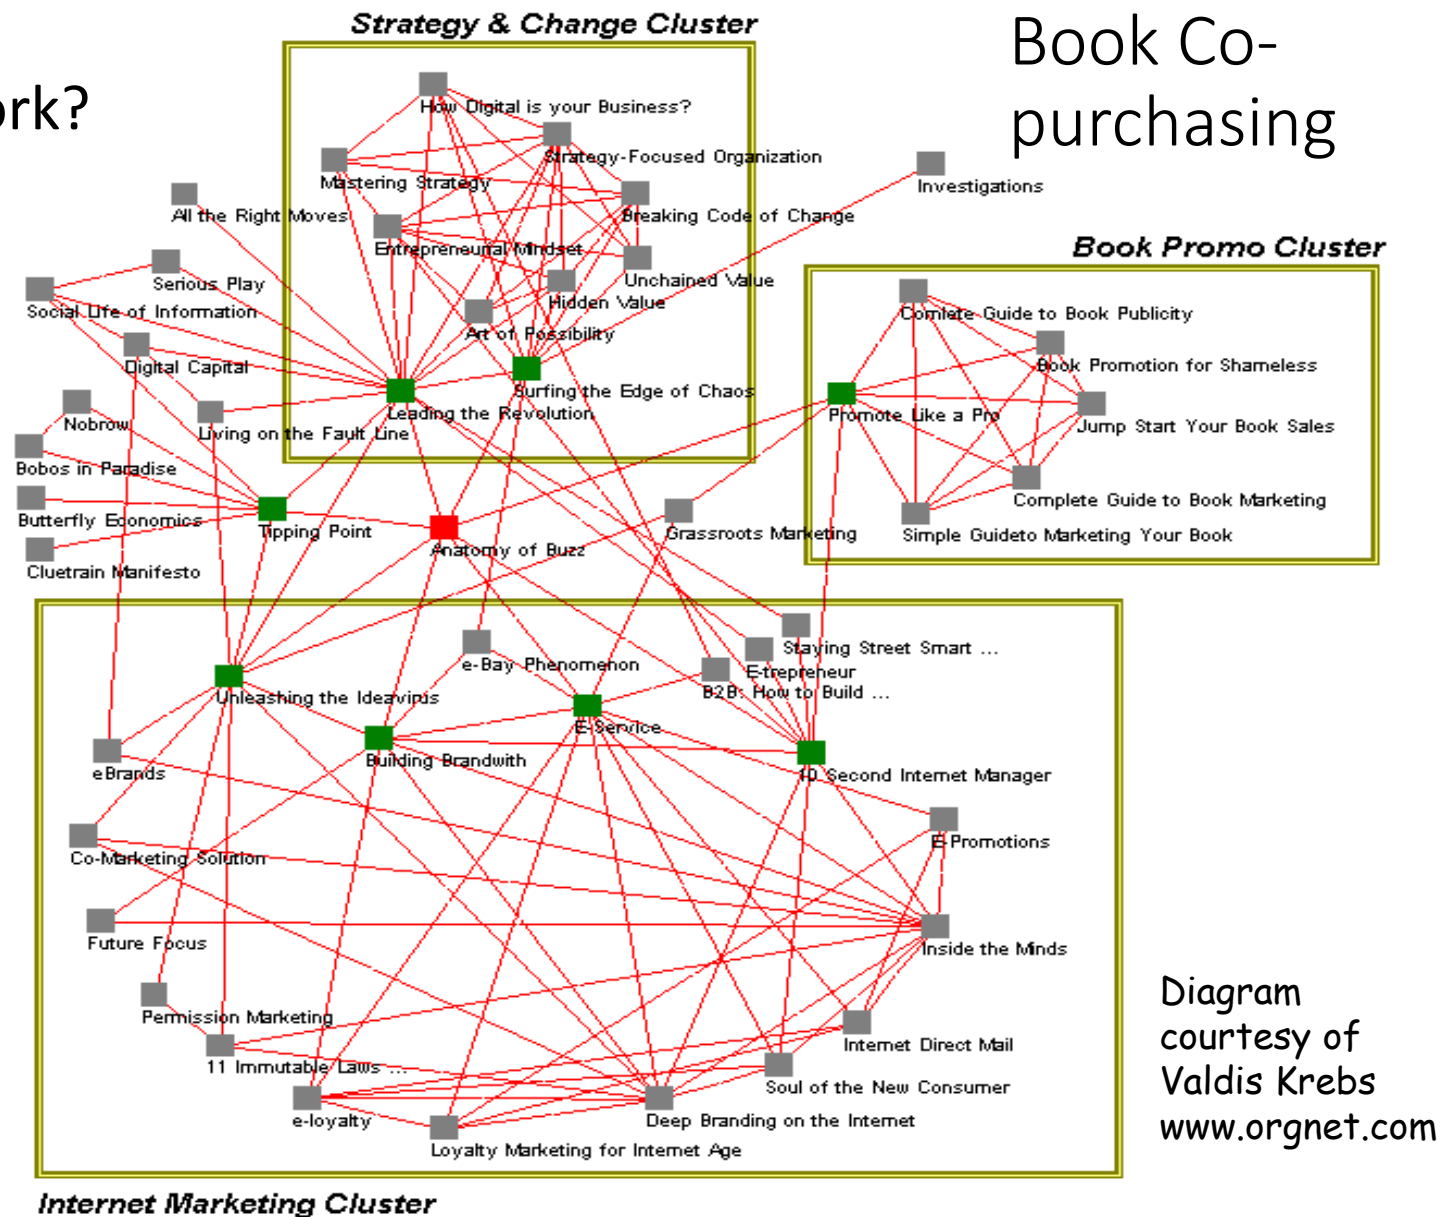 Strategy & Change Cluster
Book Co-
purchasing
ork?
How Digital is your Business?
Strategy-Focused Organization
Mastering Strategy
Investigations
All the Right Moves
Breaking Code of Change
Entrepreneurial Mindset
Book Promo Cluster
Serious Play
Unchained Value
Hidden Value
Social Life of Information
Comlete Guide to Book Publicity
Art of Possibility
Digital Capital
Book Promotion for Shameless
Surfing the Edge of Chaos
Leading the Revolution
Promote Like a Pro
Nobrow
Jump Start Your Book Sales
Living on the Fault Line
Bobos in Paradise
Complete Guide to Book Marketing
Butterfly Economics
Tipping Point
Grassroots Marketing
Simple Guideto Marketing Your Book
Anatomy of Buzz
Cluetrain Manifesto
Staying Street Smart ...
e-Bay Phenomenon
E-trepreneur
B2B: How to Build ...
Unleashing the Ideavirus
E-Service
Building Brandwith
eBrands
10 Second Internet Manager
E-Promotions
Co-Marketing Solution
Future Focus
Inside the Minds
Diagram
courtesy of
Valdis Krebs
www.orgnet.com
Permission Marketing
Internet Direct Mail
11 Immutable Laws ...
Soul of the New Consumer
e-loyalty
Deep Branding on the Internet
Loyalty Marketing for Internet Age
Internet Marketing Cluster